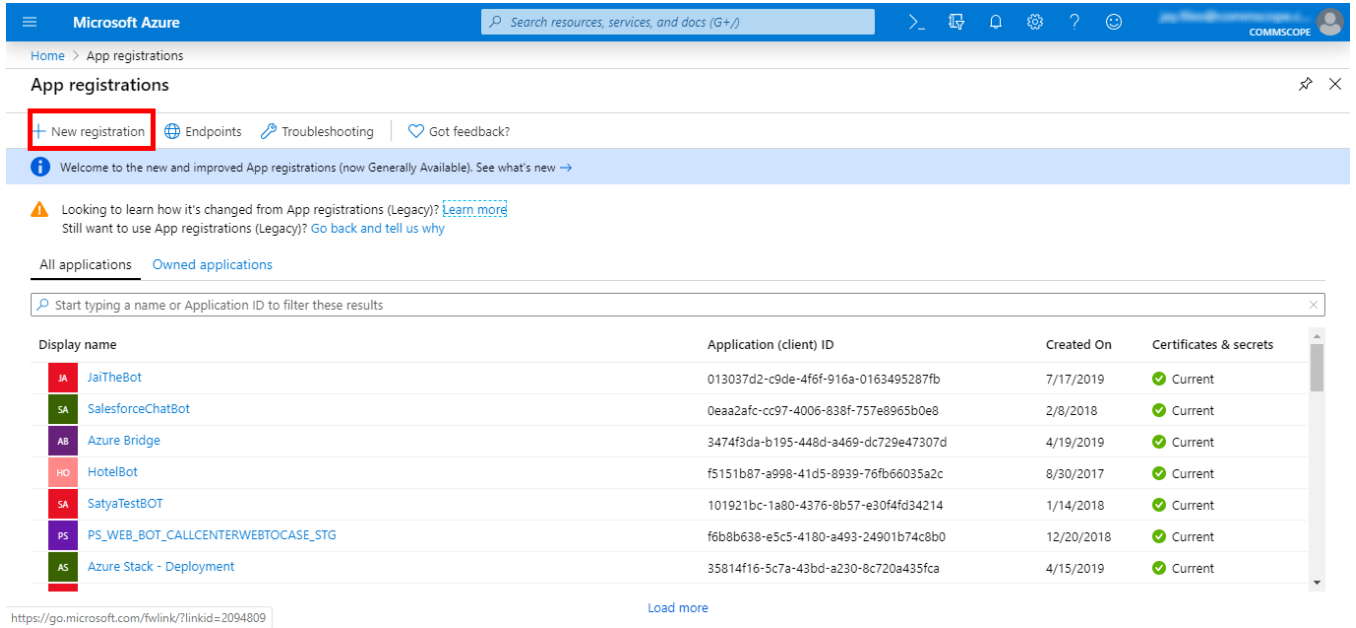 Microsoft Azure
Search resources, services, and docs (G+/)
COMMSCOPE
Home > App registrations
App registrations
New registration Endpoints Troubleshooting Got feedback?
Welcome to the new and improved App registrations (now Generally Available). See what's new →
Looking to learn how it's changed from App registrations (Legacy)? Learn more
Still want to use App registrations (Legacy)? Go back and tell us why
All applications Owned applications
Start typing a name or Application ID to filter these results
Display name Application (client) ID Created On Certificates & secrets
JA JaiTheBot 013037d2-c9de-4f6f-916a-0163495287fb 7/17/2019 Current
SA SalesforceChatBot 0eaa2afc-cc97-4006-838f-757e8965b0e8 2/8/2018 Current
AB Azure Bridge 3474f3da-b195-448d-a469-dc729e47307d 4/19/2019 Current
HO HotelBot f5151b87-a998-41d5-8939-76fb66035a2c 8/30/2017 Current
SA SatyaTestBOT 101921bc-1a80-4376-8b57-e30f4fd34214 1/14/2018 Current
PS PS_WEB_BOT_CALLCENTERWEBTOCASE_STG f6b8b638-e5c5-4180-a493-24901b74c8b0 12/20/2018 Current
AS Azure Stack - Deployment 35814f16-5c7a-43bd-a230-8c720a435fca 4/15/2019 Current
Load more
https://go.microsoft.com/fwlink/?linkid=2094809